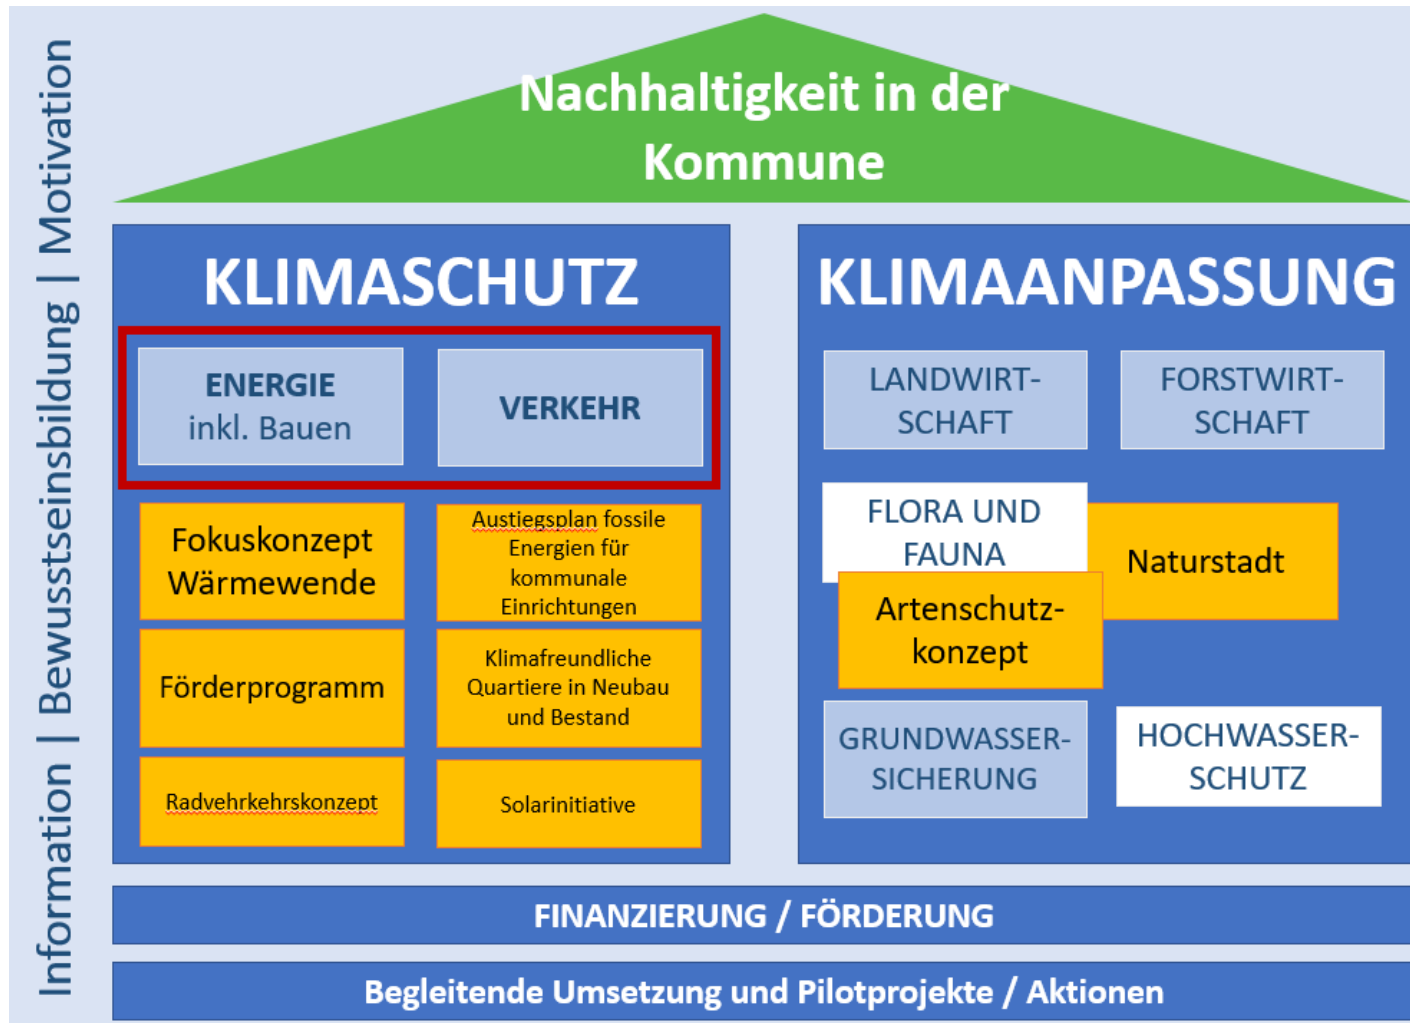 Information | Bewusstseinsbildung | Motivation
Nachhaltigkeit in der
Kommune
KLIMASCHUTZ
ENERGIE
inkl. Bauen
VERKEHR
Fokuskonzept
Wärmewende
Austiegsplan fossile
Energien für
kommunale
Einrichtungen
Förderprogramm
Klimafreundliche
Quartiere in Neubau
und Bestand
Radvehrkehrskonzept
Solarinitiative
KLIMAANPASSUNG
LANDWIRT-
SCHAFT
FORSTWIRT-
SCHAFT
FLORA UND
FAUNA
Naturstadt
Artenschutz-
konzept
GRUNDWASSER-
SICHERUNG
HOCHWASSER-
SCHUTZ
FINANZIERUNG / FÖRDERUNG
Begleitende Umsetzung und Pilotprojekte / Aktionen